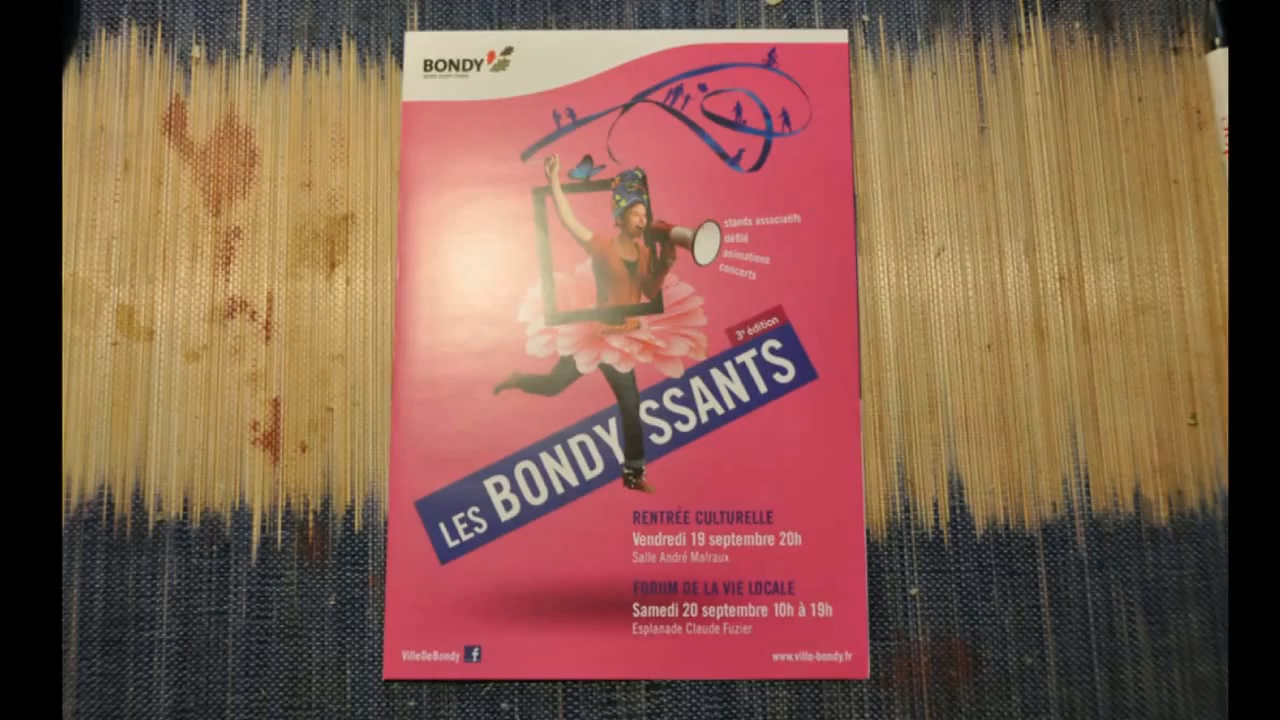 BONDY
stands associatifs
défilé
animations
concerts
3e édition
LES BONDYSSANTS
RENTRÉE CULTURELLE
Vendredi 19 septembre 20h
Salle André Malraux
FORUM DE LA VIE LOCALE
Samedi 20 septembre 10h à 19h
Esplanade Claude Fuzier
VilleDeBondy f
www.ville-bondy.fr